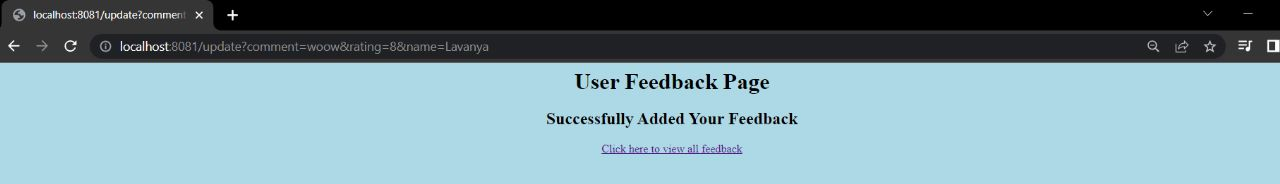 localhost:8081/update?comment
localhost:8081/update?comment=woow&rating=8&name=Lavanya
User Feedback Page
Successfully Added Your Feedback
Click here to view all feedback